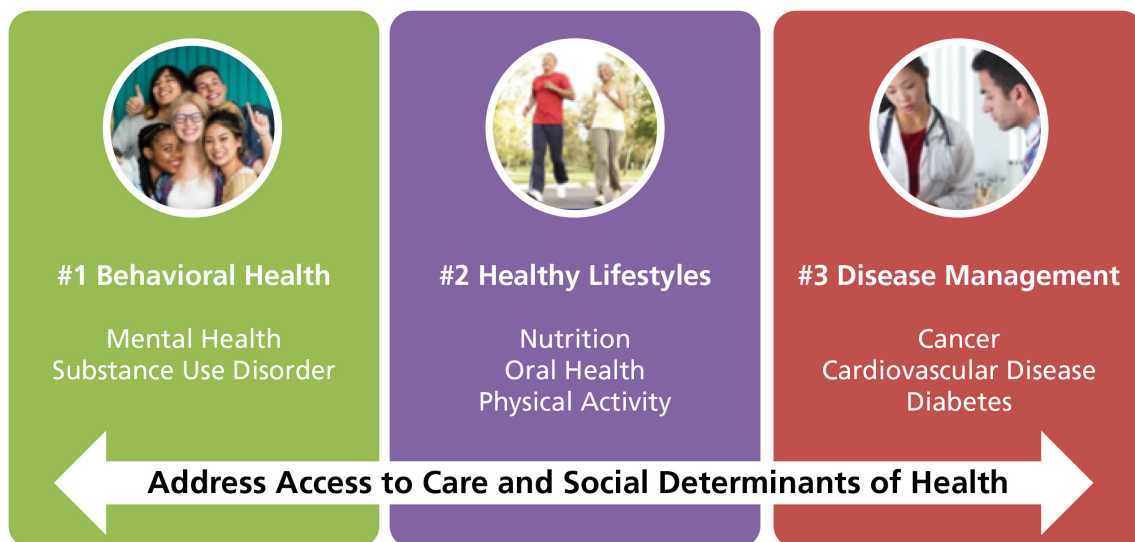 #1 Behavioral Health
Mental Health
Substance Use Disorder
#2 Healthy Lifestyles
Nutrition
Oral Health
Physical Activity
#3 Disease Management
Cancer
Cardiovascular Disease
Diabetes
Address Access to Care and Social Determinants of Health